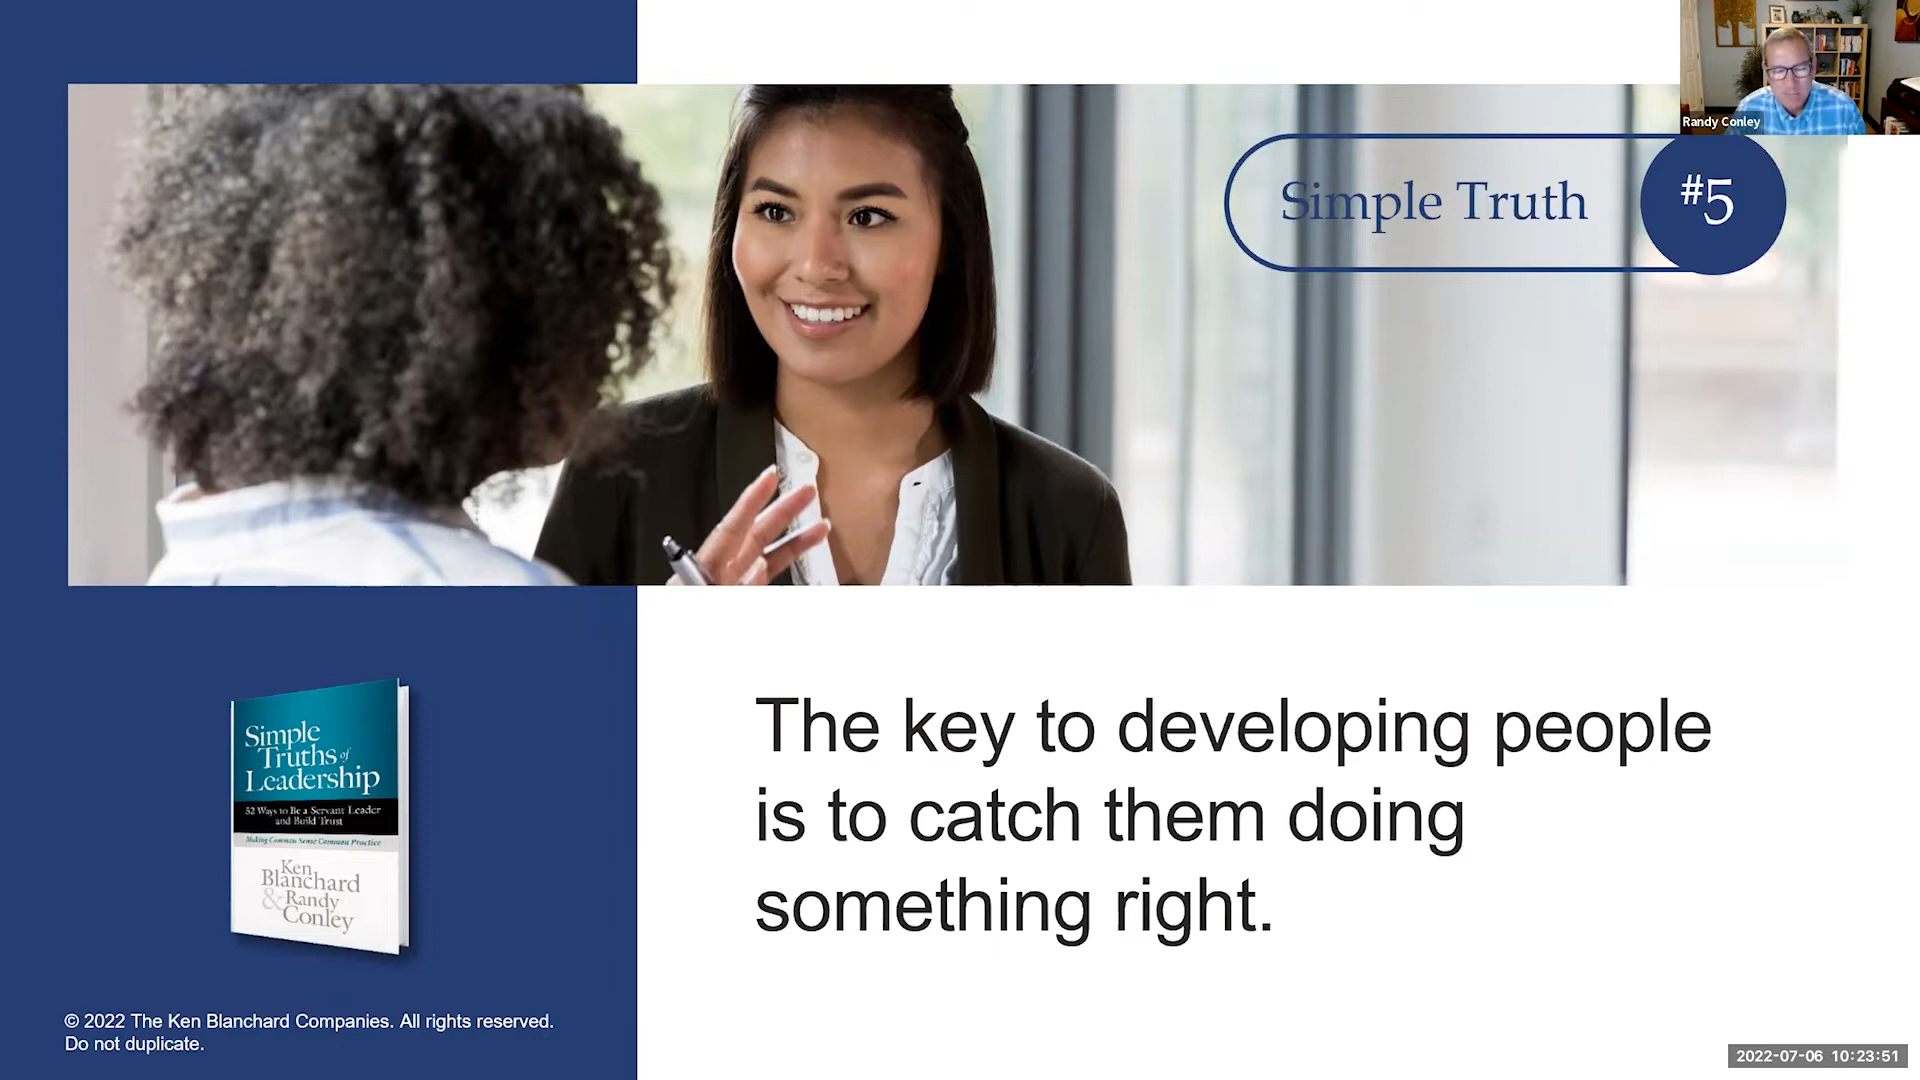 Randy Conley
Simple Truth
#5
The key to developing people
is to catch them doing
something right.
Simple
Truths of
Leadership
52 Ways to Be a Servant Leader
and Build Trust
Making Common Sense Common Practice
Ken
Blanchard
& Randy
Conley
© 2022 The Ken Blanchard Companies. All rights reserved.
Do not duplicate.
2022-07-06 10:23:51